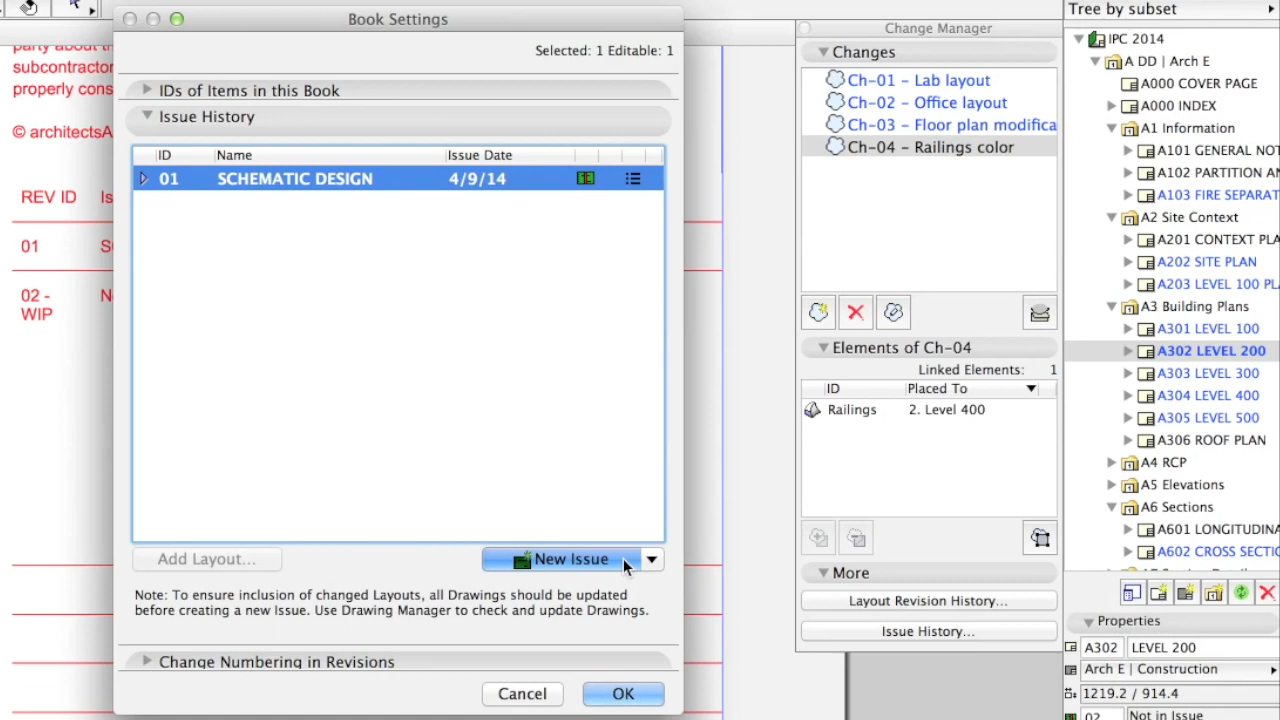 Book Settings
Selected: 1 Editable: 1
IDs of Items in this Book
Issue History
ID Name Issue Date
01 SCHEMATIC DESIGN 4/9/14
Add Layout...
New Issue
Note: To ensure inclusion of changed Layouts, all Drawings should be updated
before creating a new Issue. Use Drawing Manager to check and update Drawings.
Change Numbering in Revisions
Cancel OK
party about th
subcontractor
properly cons
© architectsA
REV ID Is
01 S
02 - N
WIP
Change Manager
Changes
Ch-01 - Lab layout
Ch-02 - Office layout
Ch-03 - Floor plan modifica
Ch-04 - Railings color
Elements of Ch-04
Linked Elements: 1
ID Placed To
Railings 2. Level 400
More
Layout Revision History...
Issue History...
Tree by subset
IPC 2014
A DD | Arch E
A000 COVER PAGE
A000 INDEX
A1 Information
A101 GENERAL NOT
A102 PARTITION AN
A103 FIRE SEPARAT
A2 Site Context
A201 CONTEXT PLA
A202 SITE PLAN
A203 LEVEL 100 PL
A3 Building Plans
A301 LEVEL 100
A302 LEVEL 200
A303 LEVEL 300
A304 LEVEL 400
A305 LEVEL 500
A306 ROOF PLAN
A4 RCP
A5 Elevations
A6 Sections
A601 LONGITUDINA
A602 CROSS SECTIO
Properties
A302 LEVEL 200
Arch E | Construction
1219.2 / 914.4
02 Not in Issue